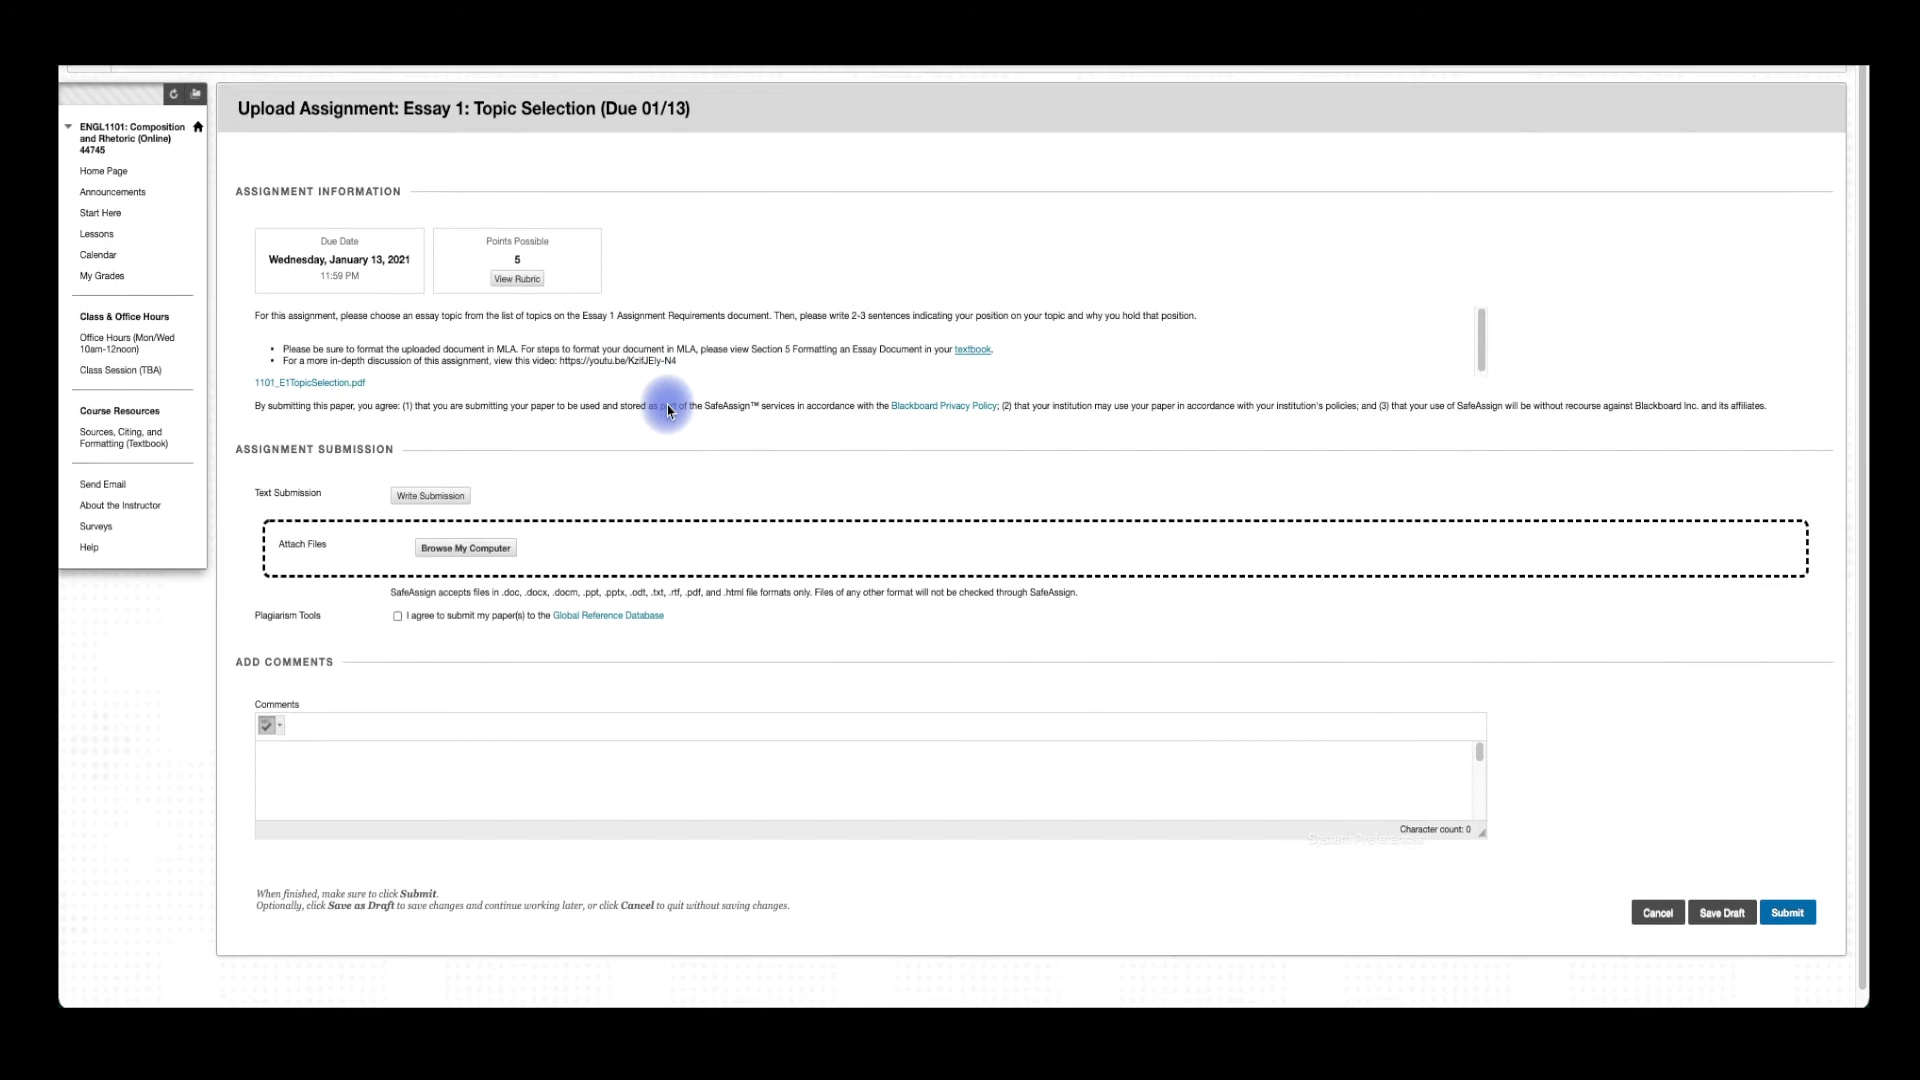 Upload Assignment: Essay 1: Topic Selection (Due 01/13)
ENGL1101: Composition
and Rhetoric (Online)
44745
Home Page
Announcements
Start Here
Lessons
Calendar
My Grades
Class & Office Hours
Office Hours (Mon/Wed
10am-12noon)
Class Session (TBA)
Course Resources
Sources, Citing, and
Formatting (Textbook)
Send Email
About the Instructor
Surveys
Help
ASSIGNMENT INFORMATION
Due Date
Wednesday, January 13, 2021
11:59 PM
Points Possible
5
View Rubric
For this assignment, please choose an essay topic from the list of topics on the Essay 1 Assignment Requirements document. Then, please write 2-3 sentences indicating your position on your topic and why you hold that position.
• Please be sure to format the uploaded document in MLA. For steps to format your document in MLA, please view Section 5 Formatting an Essay Document in your textbook.
• For a more in-depth discussion of this assignment, view this video:
1101_E1TopicSelection.pdf
By submitting this paper, you agree: (1) that you are submitting your paper to be used and stored as part of the SafeAssign™ services in accordance with the Blackboard Privacy Policy; (2) that your institution may use your paper in accordance with your institution's policies; and (3) that your use of SafeAssign will be without recourse against Blackboard Inc. and its affiliates.
ASSIGNMENT SUBMISSION
Text Submission
Write Submission
Attach Files
Browse My Computer
SafeAssign accepts files in .doc, .docx, .docm, .ppt, .pptx, .odt, .txt, .rtf, .pdf, and .html file formats only. Files of any other format will not be checked through SafeAssign.
Plagiarism Tools
I agree to submit my paper(s) to the Global Reference Database
ADD COMMENTS
Comments
Character count: 0
When finished, make sure to click Submit.
Optionally, click Save as Draft to save changes and continue working later, or click Cancel to quit without saving changes.
Cancel
Save Draft
Submit